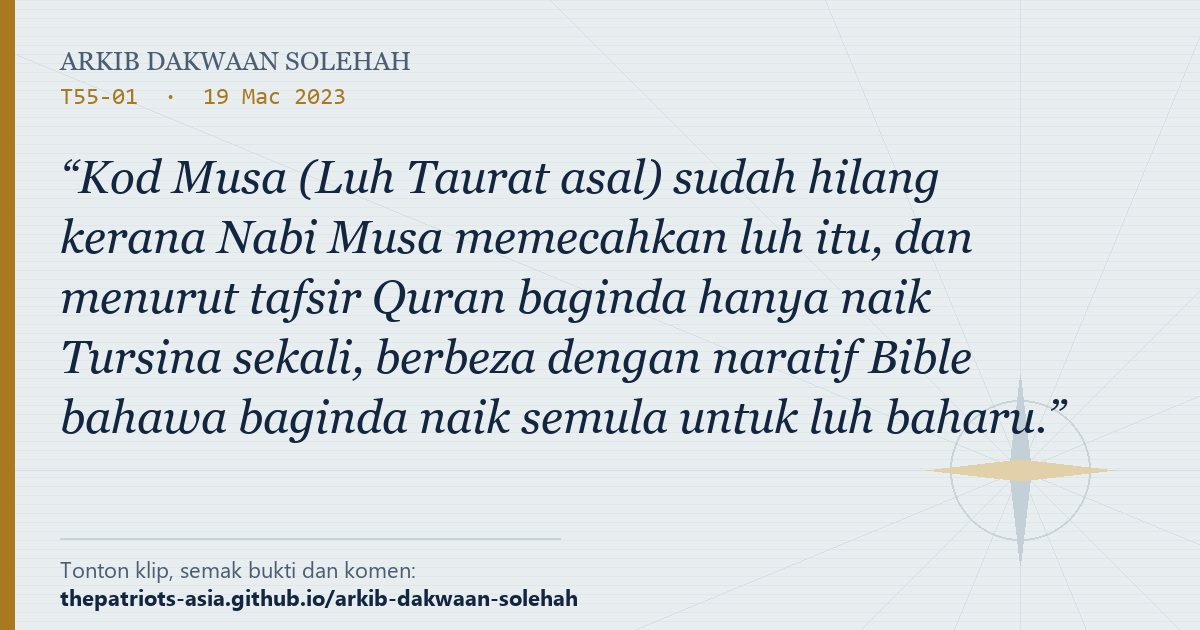 ARKIB DAKWAAN SOLEHAH
T55-01 · 19 Mac 2023
“Kod Musa (Luh Taurat asal) sudah hilang
kerana Nabi Musa memecahkan luh itu, dan
menurut tafsir Quran baginda hanya naik
Tursina sekali, berbeza dengan naratif Bible
bahawa baginda naik semula untuk luh baharu.”
Tonton klip, semak bukti dan komen:
thepatriots-asia.github.io/arkib-dakwaan-solehah